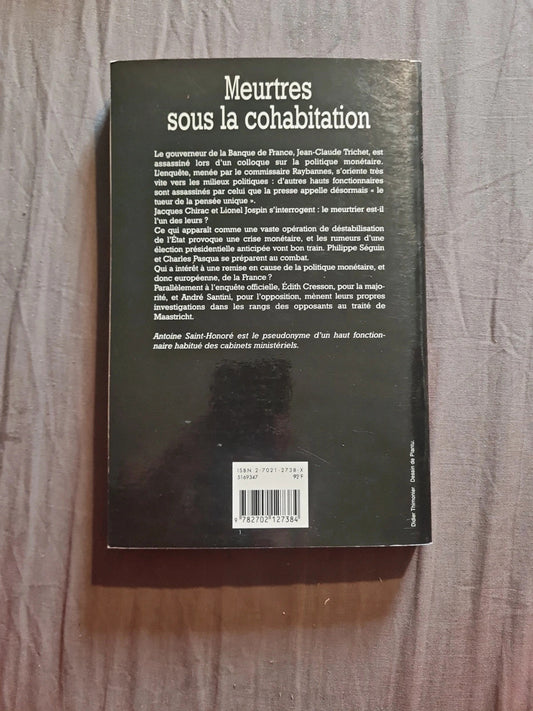 Meurtres
sous la cohabitation
Le gouverneur de la Banque de France, Jean-Claude Trichet, est
assassiné lors d'un colloque sur la politique monétaire.
L'enquête, menée par le commissaire Raybannes, s'oriente très
vite vers les milieux politiques : d'autres hauts fonctionnaires
sont assassinés par celui que la presse appelle désormais « le
tueur de la pensée unique ».
Jacques Chirac et Lionel Jospin s'interrogent : le meurtrier est-il
l'un des leurs ?
Ce qui apparaît comme une vaste opération de déstabilisation
de l'État provoque une crise monétaire, et les rumeurs d'une
élection présidentielle anticipée vont bon train. Philippe Séguin
et Charles Pasqua se préparent au combat.
Qui a intérêt à une remise en cause de la politique monétaire, et
donc européenne, de la France ?
Parallèlement à l'enquête officielle, Édith Cresson, pour la majo-
rité, et André Santini, pour l'opposition, mènent leurs propres
investigations dans les rangs des opposants au traité de
Maastricht.
Antoine Saint-Honoré est le pseudonyme d'un haut fonction-
naire habitué des cabinets ministériels.
ISBN 2-7021-2738-X
5169347 92 F
9 782702 127384
Didier Thimonier Dessin de Plantu